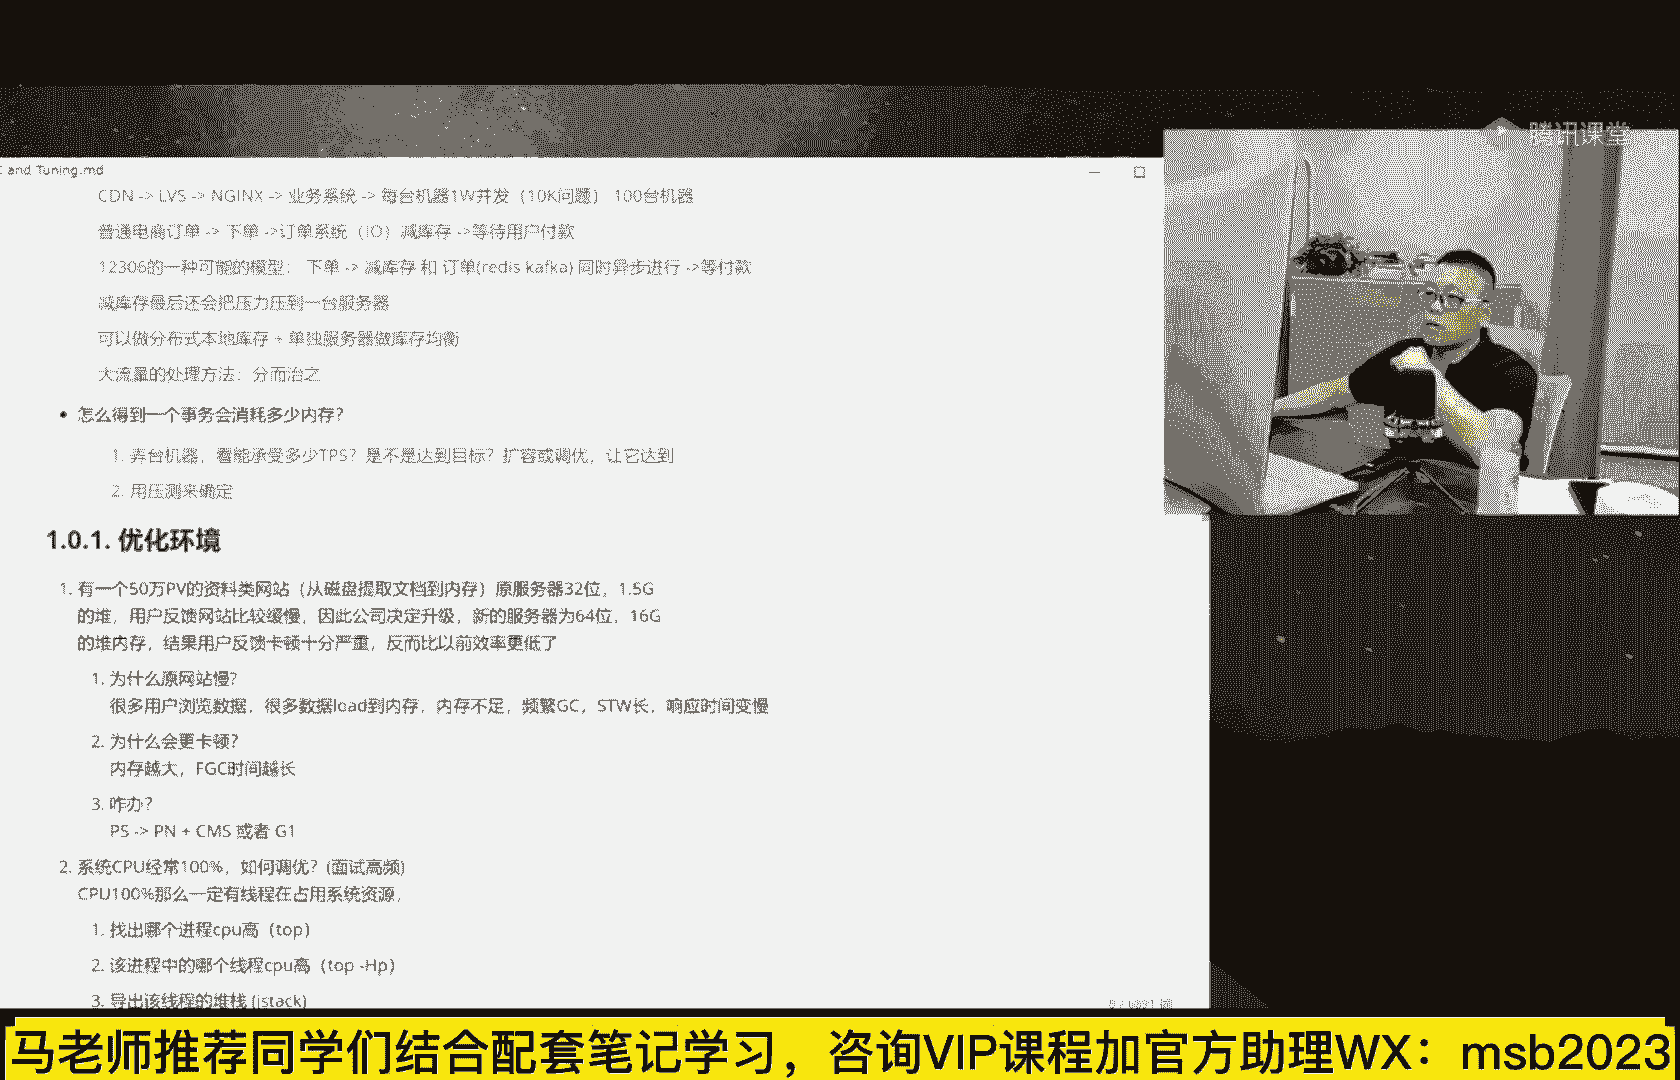 腾讯课堂
C and Tuning.md
CDN -> LVS -> NGINX -> 业务系统 -> 每台机器1W并发（10K问题） 100台机器
普通电商订单 -> 下单 ->订单系统（IO）减库存 ->等待用户付款
12306的一种可能的模型： 下单 -> 减库存 和 订单(redis kafka) 同时异步进行 ->等付款
减库存最后还会把压力压到一台服务器
可以做分布式本地库存 + 单独服务器做库存均衡
大流量的处理方法：分而治之
• 怎么得到一个事务会消耗多少内存？
1. 弄台机器，看能承受多少TPS？是不是达到目标？扩容或调优，让它达到
2. 用压测来确定
1.0.1. 优化环境
1. 有一个50万PV的资料类网站（从磁盘提取文档到内存）原服务器32位，1.5G
的堆，用户反馈网站比较缓慢，因此公司决定升级，新的服务器为64位，16G
的堆内存，结果用户反馈卡顿十分严重，反而比以前效率更低了
1. 为什么原网站慢?
很多用户浏览数据，很多数据load到内存，内存不足，频繁GC，STW长，响应时间变慢
2. 为什么会更卡顿？
内存越大，FGC时间越长
3. 咋办？
PS -> PN + CMS 或者 G1
2. 系统CPU经常100%，如何调优？(面试高频)
CPU100%那么一定有线程在占用系统资源，
1. 找出哪个进程cpu高（top）
2. 该进程中的哪个线程cpu高（top -Hp）
3. 导出该线程的堆栈 (jstack)
马老师推荐同学们结合配套笔记学习，咨询VIP课程加官方助理WX：msb2023